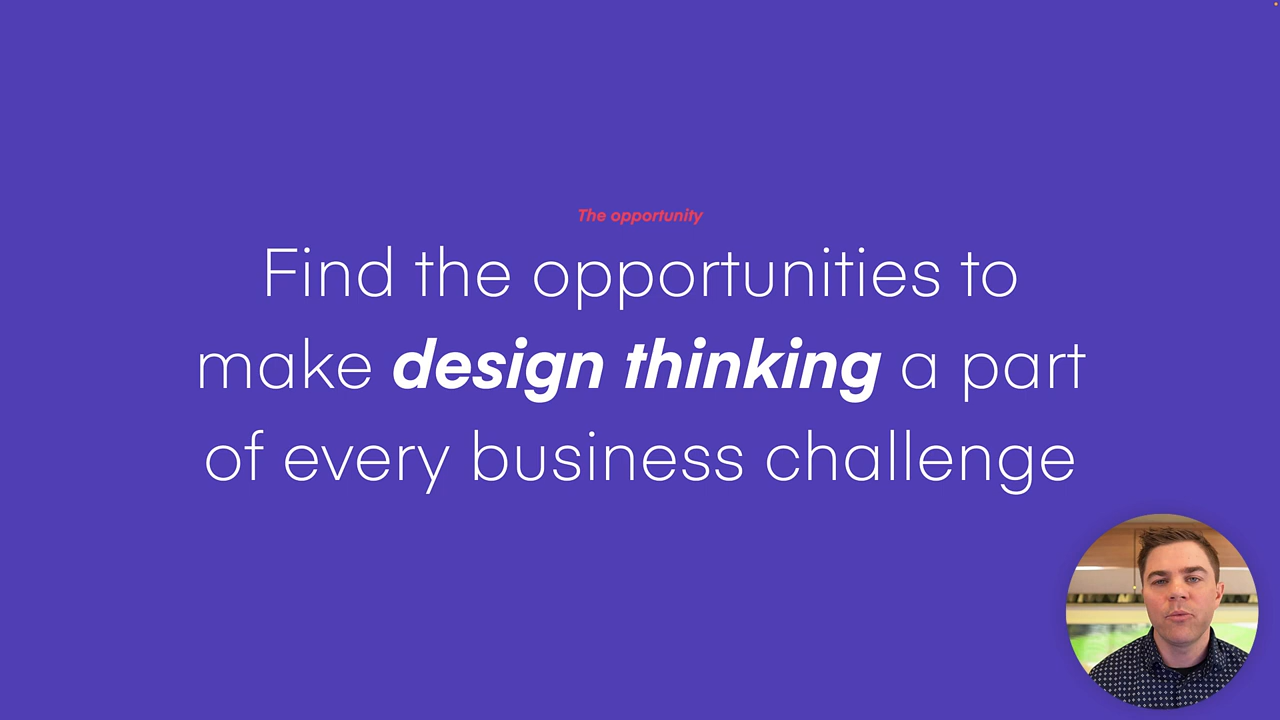 The opportunity
Find the opportunities to
make design thinking a part
of every business challenge